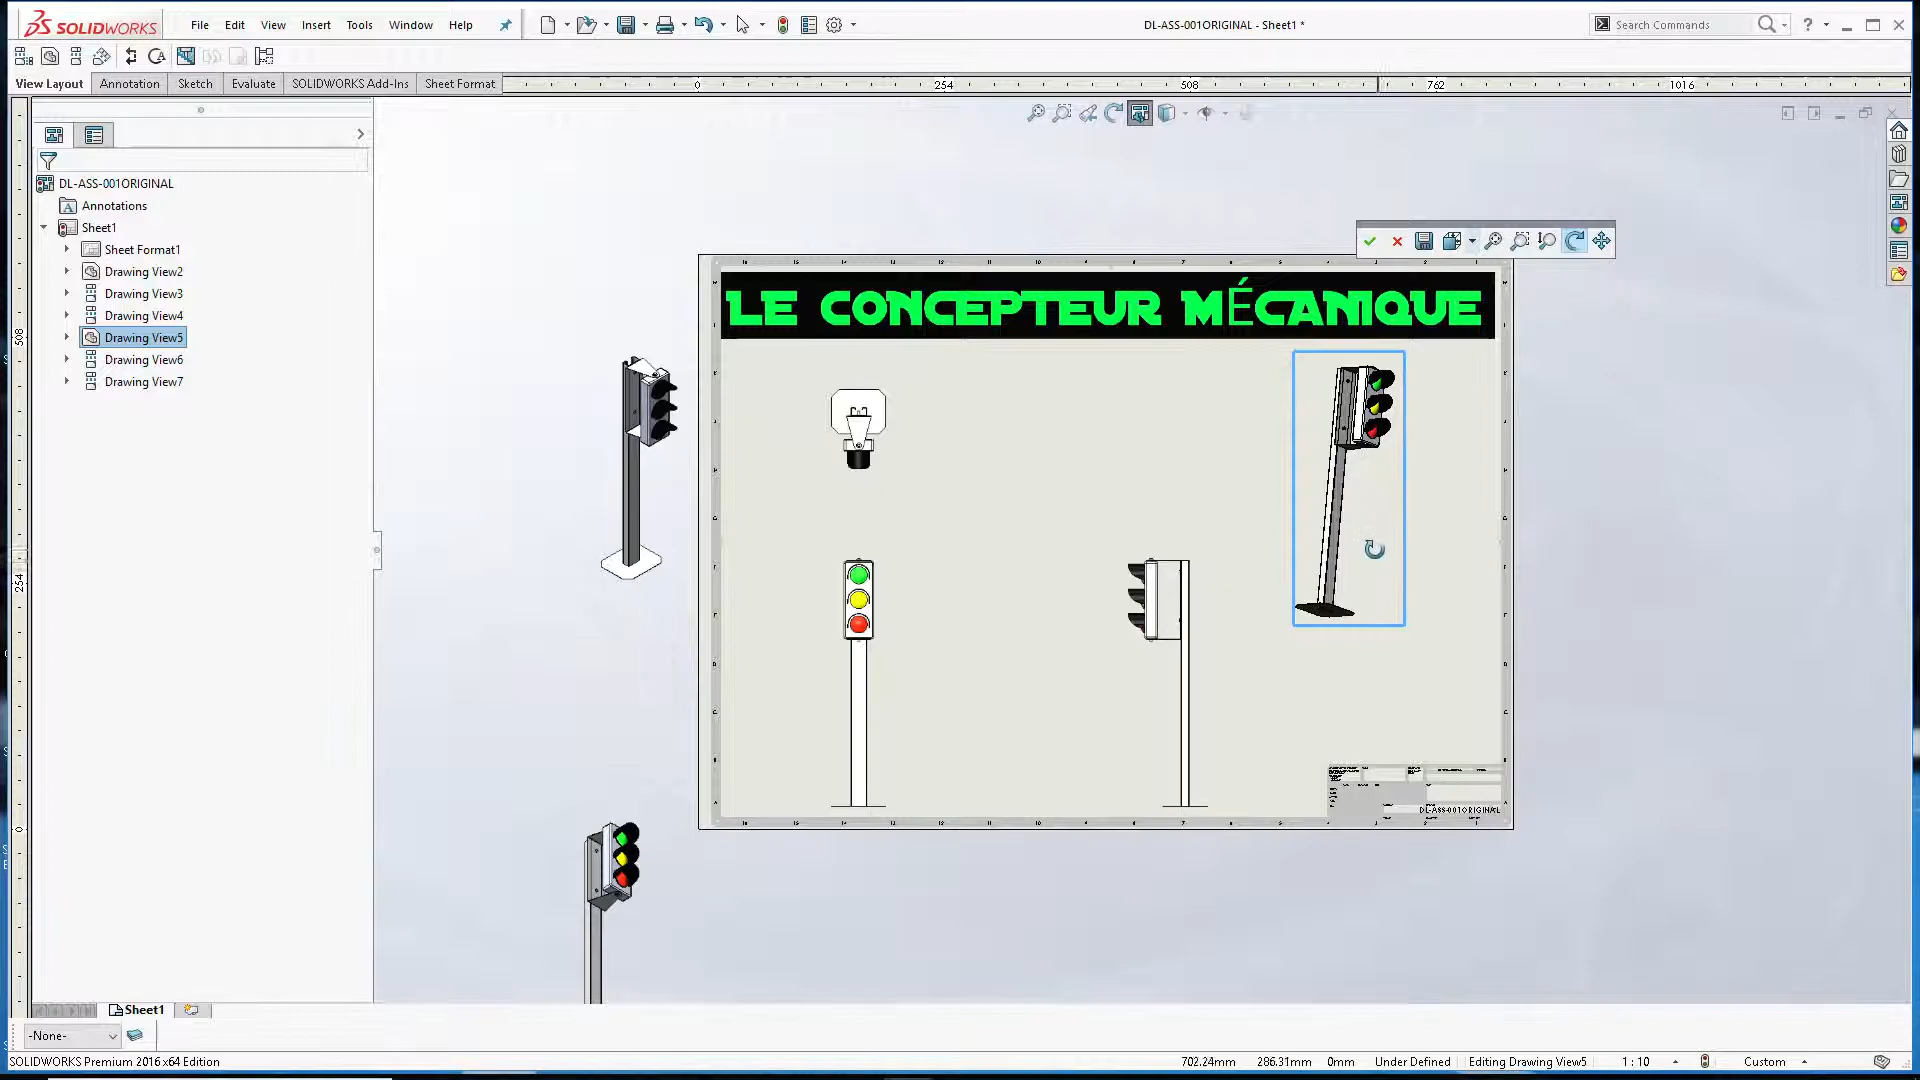 SOLIDWORKS
File Edit View Insert Tools Window Help
DL-ASS-001ORIGINAL - Sheet1 *
Search Commands
View Layout Annotation Sketch Evaluate SOLIDWORKS Add-Ins Sheet Format
0 254 508 762 1016
DL-ASS-001ORIGINAL
Annotations
Sheet1
Sheet Format1
Drawing View2
Drawing View3
Drawing View4
Drawing View5
Drawing View6
Drawing View7
508
254
0
LE CONCEPTEUR MÉCANIQUE
DL-ASS-001ORIGINAL
Sheet1
-None-
SOLIDWORKS Premium 2016 x64 Edition
702.24mm 286.31mm 0mm Under Defined Editing Drawing View5 1 : 10 Custom